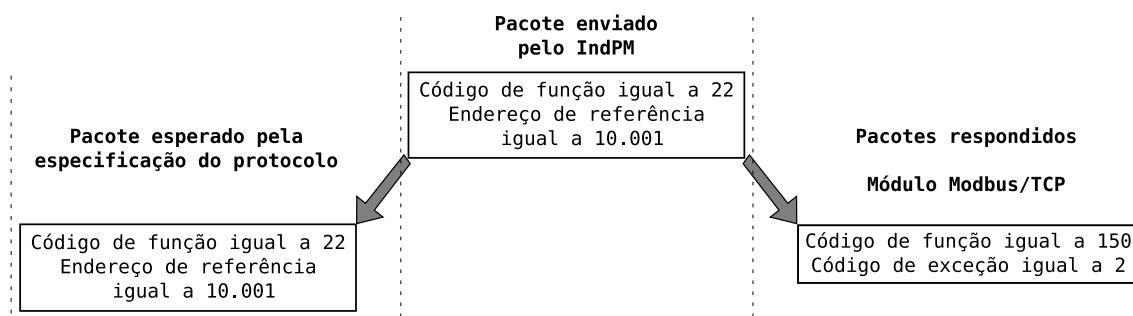 Pacote enviado
pelo IndPM
Código de função igual a 22
Endereço de referência
igual a 10.001
Pacote esperado pela
especificação do protocolo
Código de função igual a 22
Endereço de referência
igual a 10.001
Pacotes respondidos
Módulo Modbus/TCP
Código de função igual a 150
Código de exceção igual a 2